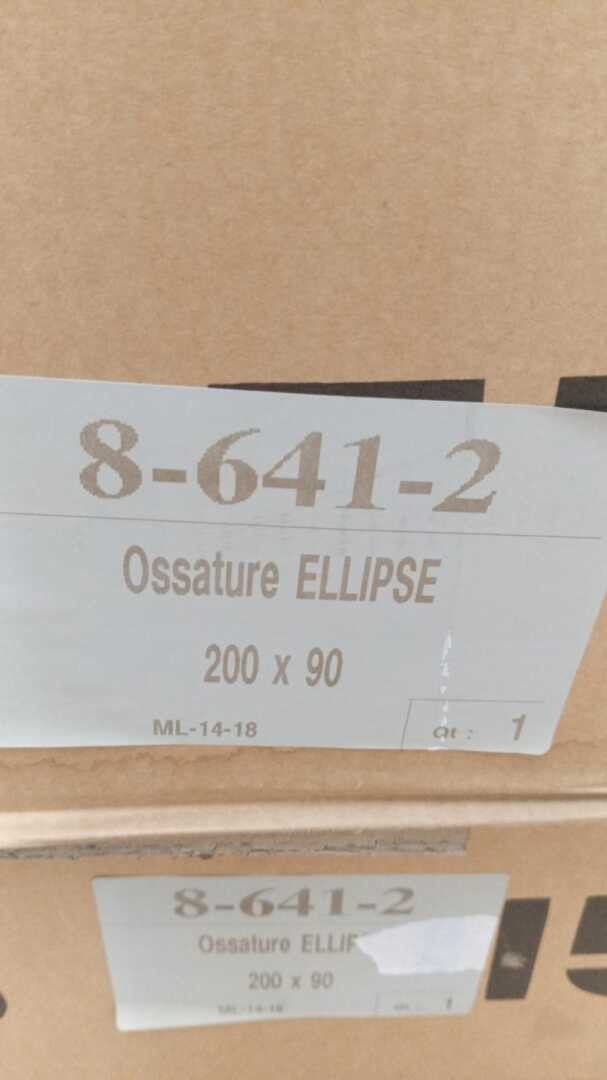 8-641-2
Ossature ELLIPSE
200 x 90
ML-14-18
Qt : 1
8-641-2
Ossature ELLIP
200 x 90
ML-14-18
1